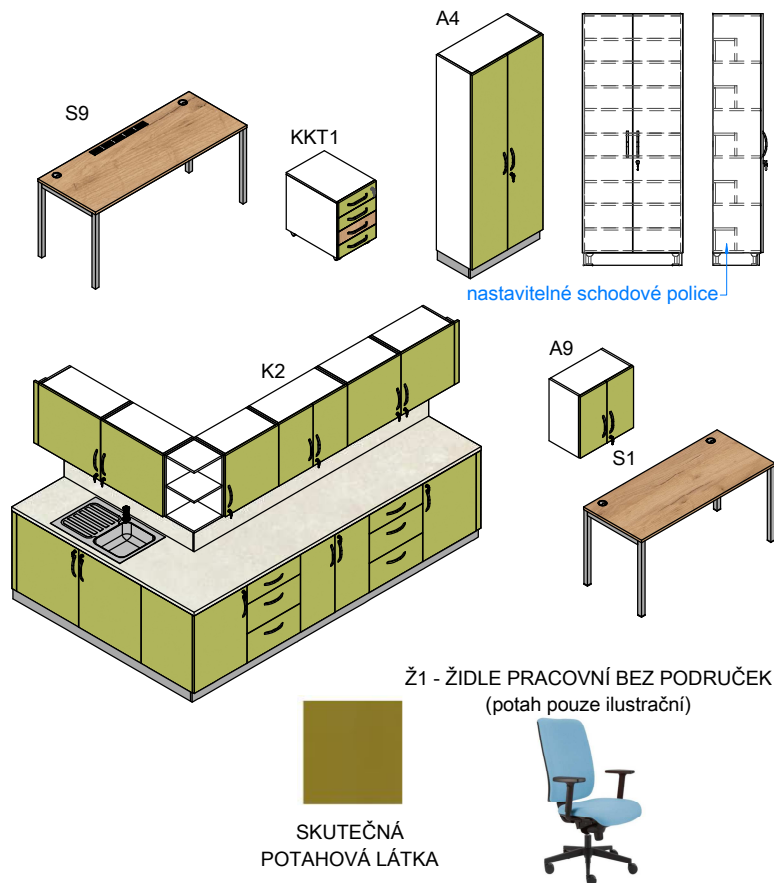 A4
S9
KKT1
nastavitelné schodové police
K2
A9
S1
Ž1 - ŽIDLE PRACOVNÍ BEZ PODRUČEK
(potah pouze ilustrační)
SKUTEČNÁ
POTAHOVÁ LÁTKA